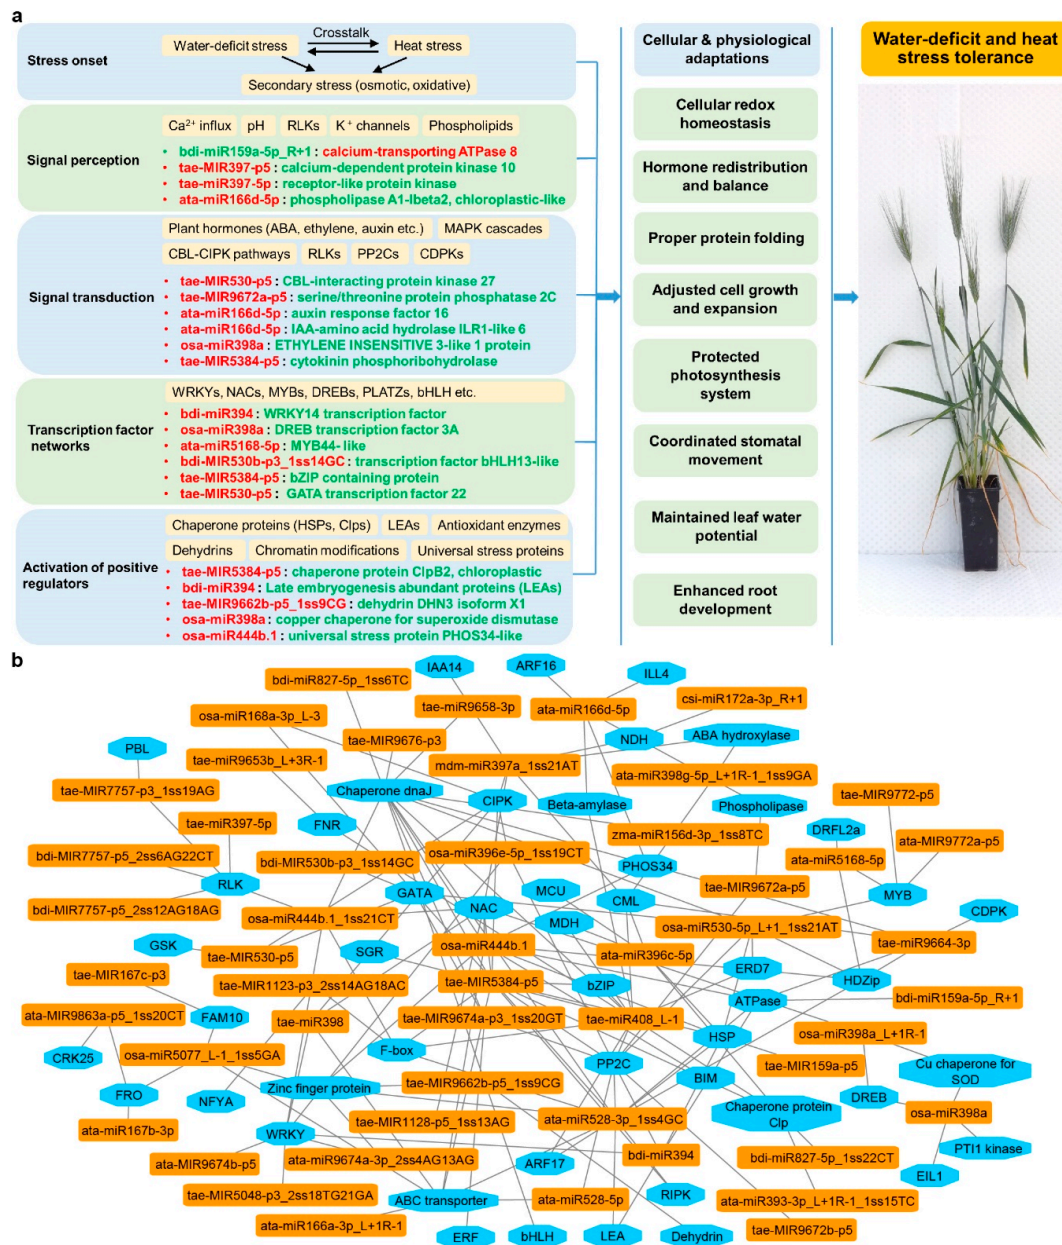 a
Stress onset
Water-deficit stress
Crosstalk
Heat stress
Secondary stress (osmotic, oxidative)
Signal perception
Ca2+ influx
pH
RLKs
K+ channels
Phospholipids
• bdi-miR159a-5p_R+1 : calcium-transporting ATPase 8
• tae-MIR397-p5 : calcium-dependent protein kinase 10
• tae-miR397-5p : receptor-like protein kinase
• ata-miR166d-5p : phospholipase A1-Ibeta2, chloroplastic-like
Signal transduction
Plant hormones (ABA, ethylene, auxin etc.)
MAPK cascades
CBL-CIPK pathways
RLKs
PP2Cs
CDPKs
• tae-MIR530-p5 : CBL-interacting protein kinase 27
• tae-MIR9672a-p5 : serine/threonine protein phosphatase 2C
• ata-miR166d-5p : auxin response factor 16
• ata-miR166d-5p : IAA-amino acid hydrolase ILR1-like 6
• osa-miR398a : ETHYLENE INSENSITIVE 3-like 1 protein
• tae-MIR5384-p5 : cytokinin phosphoribohydrolase
Transcription factor
networks
WRKYs, NACs, MYBs, DREBs, PLATZs, bHLH etc.
• bdi-miR394 : WRKY14 transcription factor
• osa-miR398a : DREB transcription factor 3A
• ata-miR5168-5p : MYB44- like
• bdi-MIR530b-p3_1ss14GC : transcription factor bHLH13-like
• tae-MIR5384-p5 : bZIP containing protein
• tae-MIR530-p5 : GATA transcription factor 22
Activation of positive
regulators
Chaperone proteins (HSPs, Clps)
LEAs
Antioxidant enzymes
Dehydrins
Chromatin modifications
Universal stress proteins
• tae-MIR5384-p5 : chaperone protein ClpB2, chloroplastic
• bdi-miR394 : Late embryogenesis abundant proteins (LEAs)
• tae-MIR9662b-p5_1ss9CG : dehydrin DHN3 isoform X1
• osa-miR398a : copper chaperone for superoxide dismutase
• osa-miR444b.1 : universal stress protein PHOS34-like
Cellular & physiological
adaptations
Cellular redox
homeostasis
Hormone redistribution
and balance
Proper protein folding
Adjusted cell growth
and expansion
Protected
photosynthesis
system
Coordinated stomatal
movement
Maintained leaf water
potential
Enhanced root
development
Water-deficit and heat
stress tolerance
b
IAA14
ARF16
ILL4
bdi-miR827-5p_1ss6TC
csi-miR172a-3p_R+1
osa-miR168a-3p_L-3
tae-miR9658-3p
ata-miR166d-5p
PBL
tae-MIR9676-p3
NDH
ABA hydroxylase
tae-miR9653b_L+3R-1
mdm-miR397a_1ss21AT
ata-miR398g-5p_L+1R-1_1ss9GA
tae-MIR7757-p3_1ss19AG
Chaperone dnaJ
CIPK
Beta-amylase
Phospholipase
tae-MIR9772-p5
tae-miR397-5p
FNR
zma-miR156d-3p_1ss8TC
DRFL2a
ata-MIR9772a-p5
bdi-MIR7757-p5_2ss6AG22CT
bdi-MIR530b-p3_1ss14GC
osa-miR396e-5p_1ss19CT
PHOS34
ata-miR5168-5p
RLK
GATA
MCU
CML
tae-MIR9672a-p5
MYB
bdi-MIR7757-p5_2ss12AG18AG
osa-miR444b.1_1ss21CT
NAC
MDH
osa-miR530-5p_L+1_1ss21AT
CDPK
GSK
tae-MIR530-p5
SGR
osa-miR444b.1
ata-miR396c-5p
tae-miR9664-3p
tae-MIR167c-p3
tae-MIR1123-p3_2ss14AG18AC
tae-MIR5384-p5
bZIP
ERD7
HDZip
ATPase
bdi-miR159a-5p_R+1
ata-MIR9863a-p5_1ss20CT
FAM10
tae-miR398
tae-MIR9674a-p3_1ss20GT
tae-miR408_L-1
HSP
osa-miR398a_L+1R-1
CRK25
osa-miR5077_L-1_1ss5GA
F-box
PP2C
tae-MIR159a-p5
Cu chaperone for
SOD
FRO
NFYA
Zinc finger protein
tae-MIR9662b-p5_1ss9CG
BIM
DREB
osa-miR398a
ata-miR167b-3p
WRKY
tae-MIR1128-p5_1ss13AG
ata-miR528-3p_1ss4GC
Chaperone protein
Clp
PTI1 kinase
ata-MIR9674b-p5
ata-miR9674a-3p_2ss4AG13AG
ARF17
bdi-miR394
bdi-miR827-5p_1ss22CT
EIL1
tae-MIR5048-p3_2ss18TG21GA
ABC transporter
ata-miR528-5p
RIPK
ata-miR393-3p_L+1R-1_1ss15TC
ata-miR166a-3p_L+1R-1
ERF
bHLH
LEA
Dehydrin
tae-MIR9672b-p5